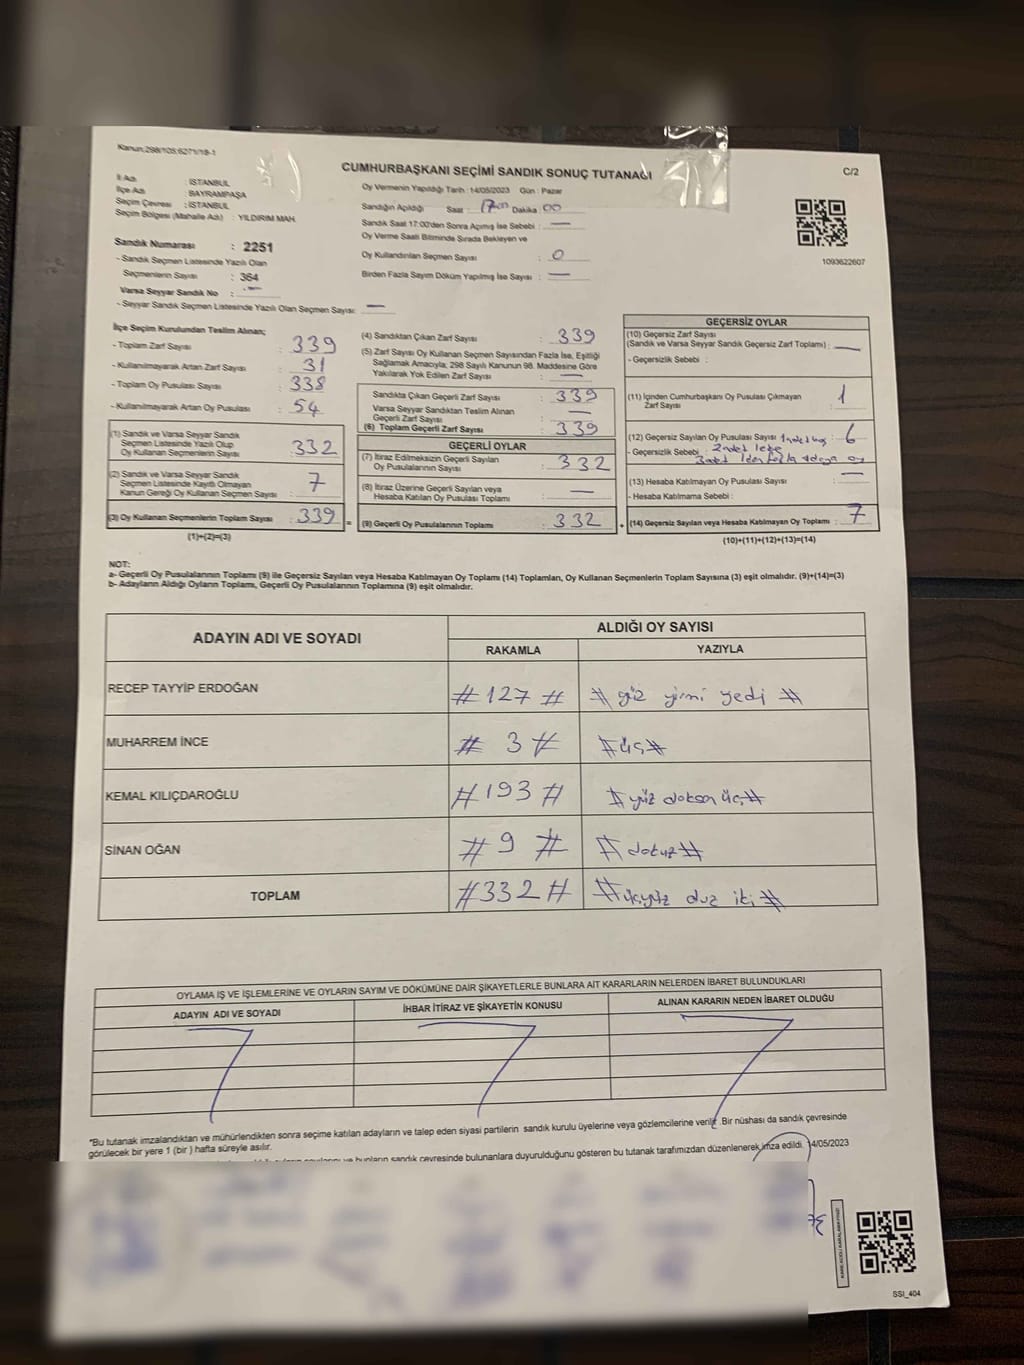 Kanun:298/105;6271/18-1
CUMHURBAŞKANI SEÇİMİ SANDIK SONUÇ TUTANAĞI
C/2
İl Adı : İSTANBUL
İlçe Adı : BAYRAMPAŞA
Seçim Çevresi : İSTANBUL
Seçim Bölgesi (Mahalle Adı) : YILDIRIM MAH.
Sandık Numarası : 2251
- Sandık Seçmen Listesinde Yazılı Olan
Seçmenlerin Sayısı : 364
Varsa Seyyar Sandık No : -
- Seyyar Sandık Seçmen Listesinde Yazılı Olan Seçmen Sayısı: —
Oy Vermenin Yapıldığı Tarih :14/05/2023 Gün : Pazar
Sandığın Açıldığı Saat : 17 00 Dakika : 00
Sandık Saat 17:00'den Sonra Açımış İse Sebebi : —
Oy Verme Saati Bitiminde Sırada Bekleyen ve
Oy Kullandırılan Seçmen Sayısı : 0
Birden Fazla Sayım Döküm Yapılmış İse Sayısı : —
1093622607
İlçe Seçim Kurulundan Teslim Alınan;
- Toplam Zarf Sayısı : 339
- Kullanılmayarak Artan Zarf Sayısı : 31
- Toplam Oy Pusulası Sayısı : 338
- Kullanılmayarak Artan Oy Pusulası : 54
(1) Sandık ve Varsa Seyyar Sandık
Seçmen Listesinde Yazılı Olup
Oy Kullanan Seçmenlerin Sayısı : 332
(2) Sandık ve Varsa Seyyar Sandık
Seçmen Listesinde Kayıtlı Olmayan
Kanun Gereği Oy Kullanan Seçmen Sayısı : 7
(3) Oy Kullanan Seçmenlerin Toplam Sayısı : 339 =
(1)+(2)=(3)
(4) Sandıktan Çıkan Zarf Sayısı : 339
(5) Zarf Sayısı Oy Kullanan Seçmen Sayısından Fazla İse, Eşitliği
Sağlamak Amacıyla; 298 Sayılı Kanunun 98. Maddesine Göre
Yakılarak Yok Edilen Zarf Sayısı : —
Sandıkta Çıkan Geçerli Zarf Sayısı : 339
Varsa Seyyar Sandıktan Teslim Alınan
Geçerli Zarf Sayısı : —
(6) Toplam Geçerli Zarf Sayısı : 339
GEÇERLİ OYLAR
(7) İtiraz Edilmeksizin Geçerli Sayılan
Oy Pusulalarının Sayısı : 332
(8) İtiraz Üzerine Geçerli Sayılan veya
Hesaba Katılan Oy Pusulası Toplamı : —
(9) Geçerli Oy Pusulalarının Toplamı : 332 +
GEÇERSİZ OYLAR
(10) Geçersiz Zarf Sayısı
(Sandık ve Varsa Seyyar Sandık Geçersiz Zarf Toplamı) : —
- Geçersizlik Sebebi :
(11) İçinden Cumhurbaşkanı Oy Pusulası Çıkmayan
Zarf Sayısı : 1
(12) Geçersiz Sayılan Oy Pusulası Sayısı : 6
- Geçersizlik Sebebi : 2 adet leke
3 adet 1 den fazla adaya oy
(13) Hesaba Katılmayan Oy Pusulası Sayısı : —
- Hesaba Katılmama Sebebi :
(14) Geçersiz Sayılan veya Hesaba Katılmayan Oy Toplamı : 7
(10)+(11)+(12)+(13)=(14)
NOT:
a- Geçerli Oy Pusulalarının Toplamı (9) ile Geçersiz Sayılan veya Hesaba Katılmayan Oy Toplamı (14) Toplamları, Oy Kullanan Seçmenlerin Toplam Sayısına (3) eşit olmalıdır. (9)+(14)=(3)
b- Adayların Aldığı Oyların Toplamı, Geçerli Oy Pusulalarının Toplamına (9) eşit olmalıdır.
ADAYIN ADI VE SOYADI
ALDIĞI OY SAYISI
RAKAMLA YAZIYLA
RECEP TAYYİP ERDOĞAN #127# #yüz yirmi yedi#
MUHARREM İNCE #3# #üç#
KEMAL KILIÇDAROĞLU #193# #yüz doksan üç#
SİNAN OĞAN #9# #dokuz#
TOPLAM #332# #üçyüz otuz iki#
OYLAMA İŞ VE İŞLEMLERİNE VE OYLARIN SAYIM VE DÖKÜMÜNE DAİR ŞİKAYETLERLE BUNLARA AİT KARARLARIN NELERDEN İBARET BULUNDUKLARI
ADAYIN ADI VE SOYADI İHBAR İTİRAZ VE ŞİKAYETİN KONUSU ALINAN KARARIN NEDEN İBARET OLDUĞU
*Bu tutanak imzalandıktan ve mühürlendikten sonra seçime katılan adayların ve talep eden siyasi partilerin sandık kurulu üyelerine veya gözlemcilerine verilir. Bir nüshası da sandık çevresinde
görülecek bir yere 1 (bir ) hafta süreyle asılır.
ve bunların sandık çevresinde bulunanlara duyurulduğunu gösteren bu tutanak tarafımızdan düzenlenerek imza edildi. 14/05/2023
SSI_404